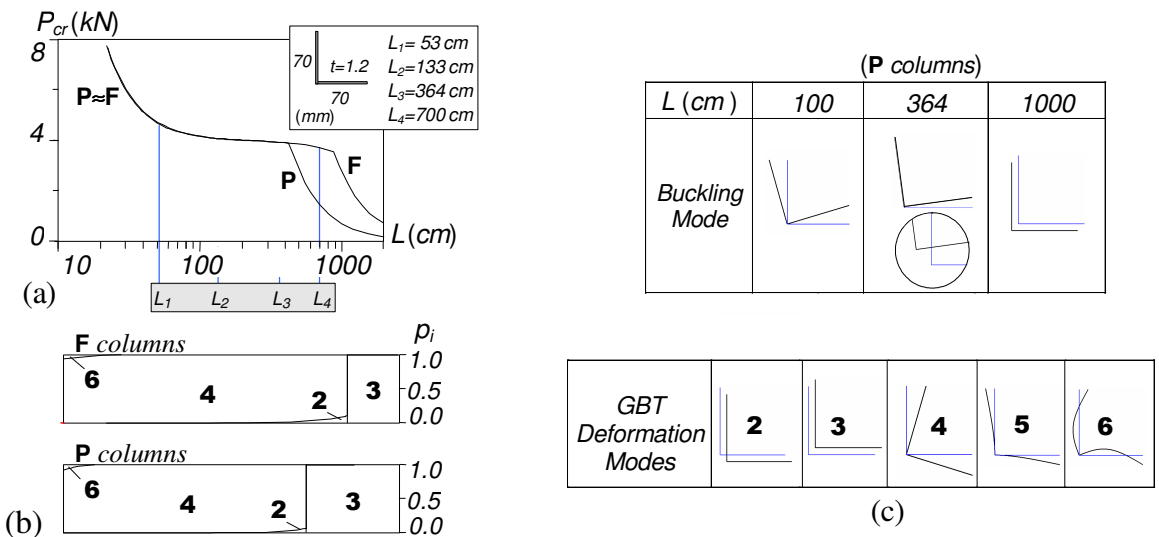 P_cr (kN)
8
4
0
P≈F
70
t=1.2
70
(mm)
L₁= 53 cm
L₂=133 cm
L₃=364 cm
L₄=700 cm
F
P
L (cm)
10
100
1000
L₁
L₂
L₃
L₄
(a)
F columns
p_i
6
4
2
3
1.0
0.5
0.0
P columns
6
4
2
3
1.0
0.5
0.0
(b)
(P columns)
L (cm) 100 364 1000
Buckling
Mode
GBT
Deformation
Modes
2
3
4
5
6
(c)